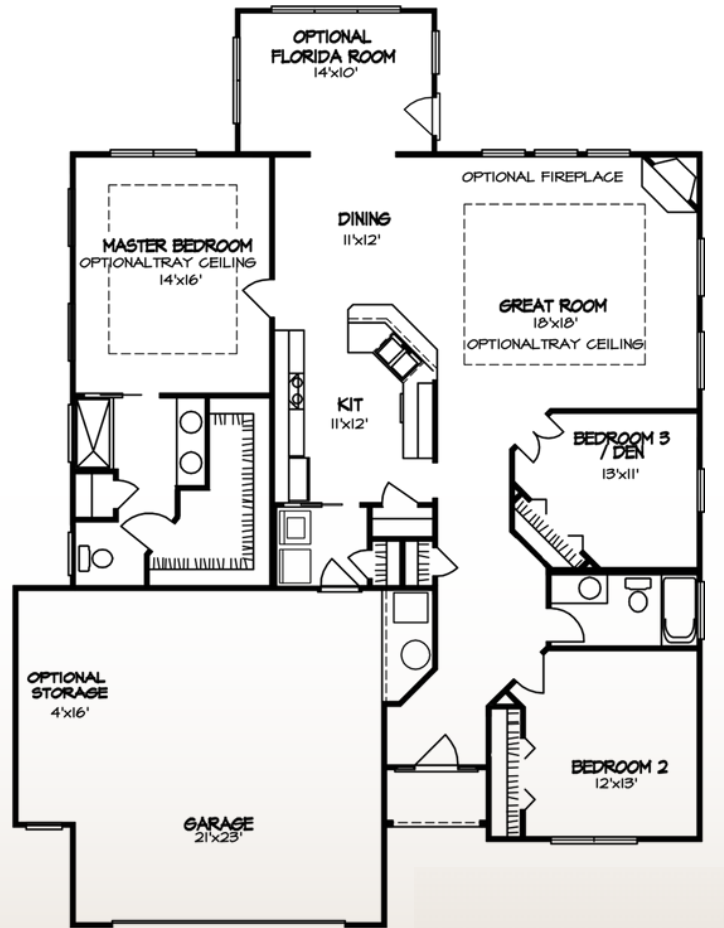 OPTIONAL
FLORIDA ROOM
14'x10'
OPTIONAL FIREPLACE
DINING
11'x12'
MASTER BEDROOM
OPTIONALTRAY CEILING
14'x16'
GREAT ROOM
18'x18'
OPTIONALTRAY CEILING
KIT
11'x12'
BEDROOM 3
/ DEN
13'x11'
OPTIONAL
STORAGE
4'x16'
BEDROOM 2
12'x13'
GARAGE
21'x23'